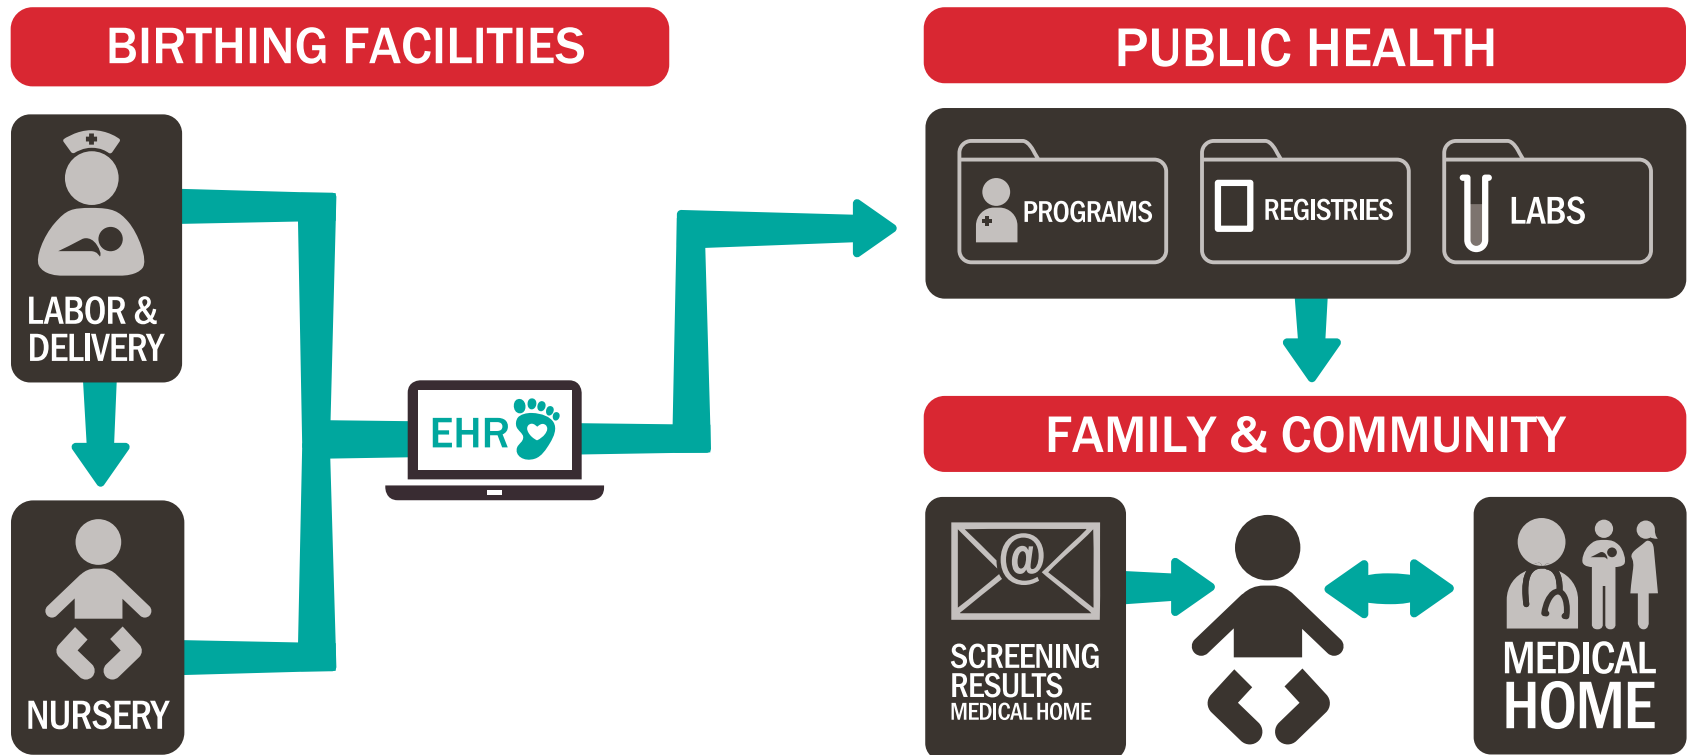 BIRTHING FACILITIES
LABOR &
DELIVERY
NURSERY
EHR
PUBLIC HEALTH
PROGRAMS
REGISTRIES
LABS
FAMILY & COMMUNITY
@
SCREENING
RESULTS
MEDICAL HOME
MEDICAL
HOME